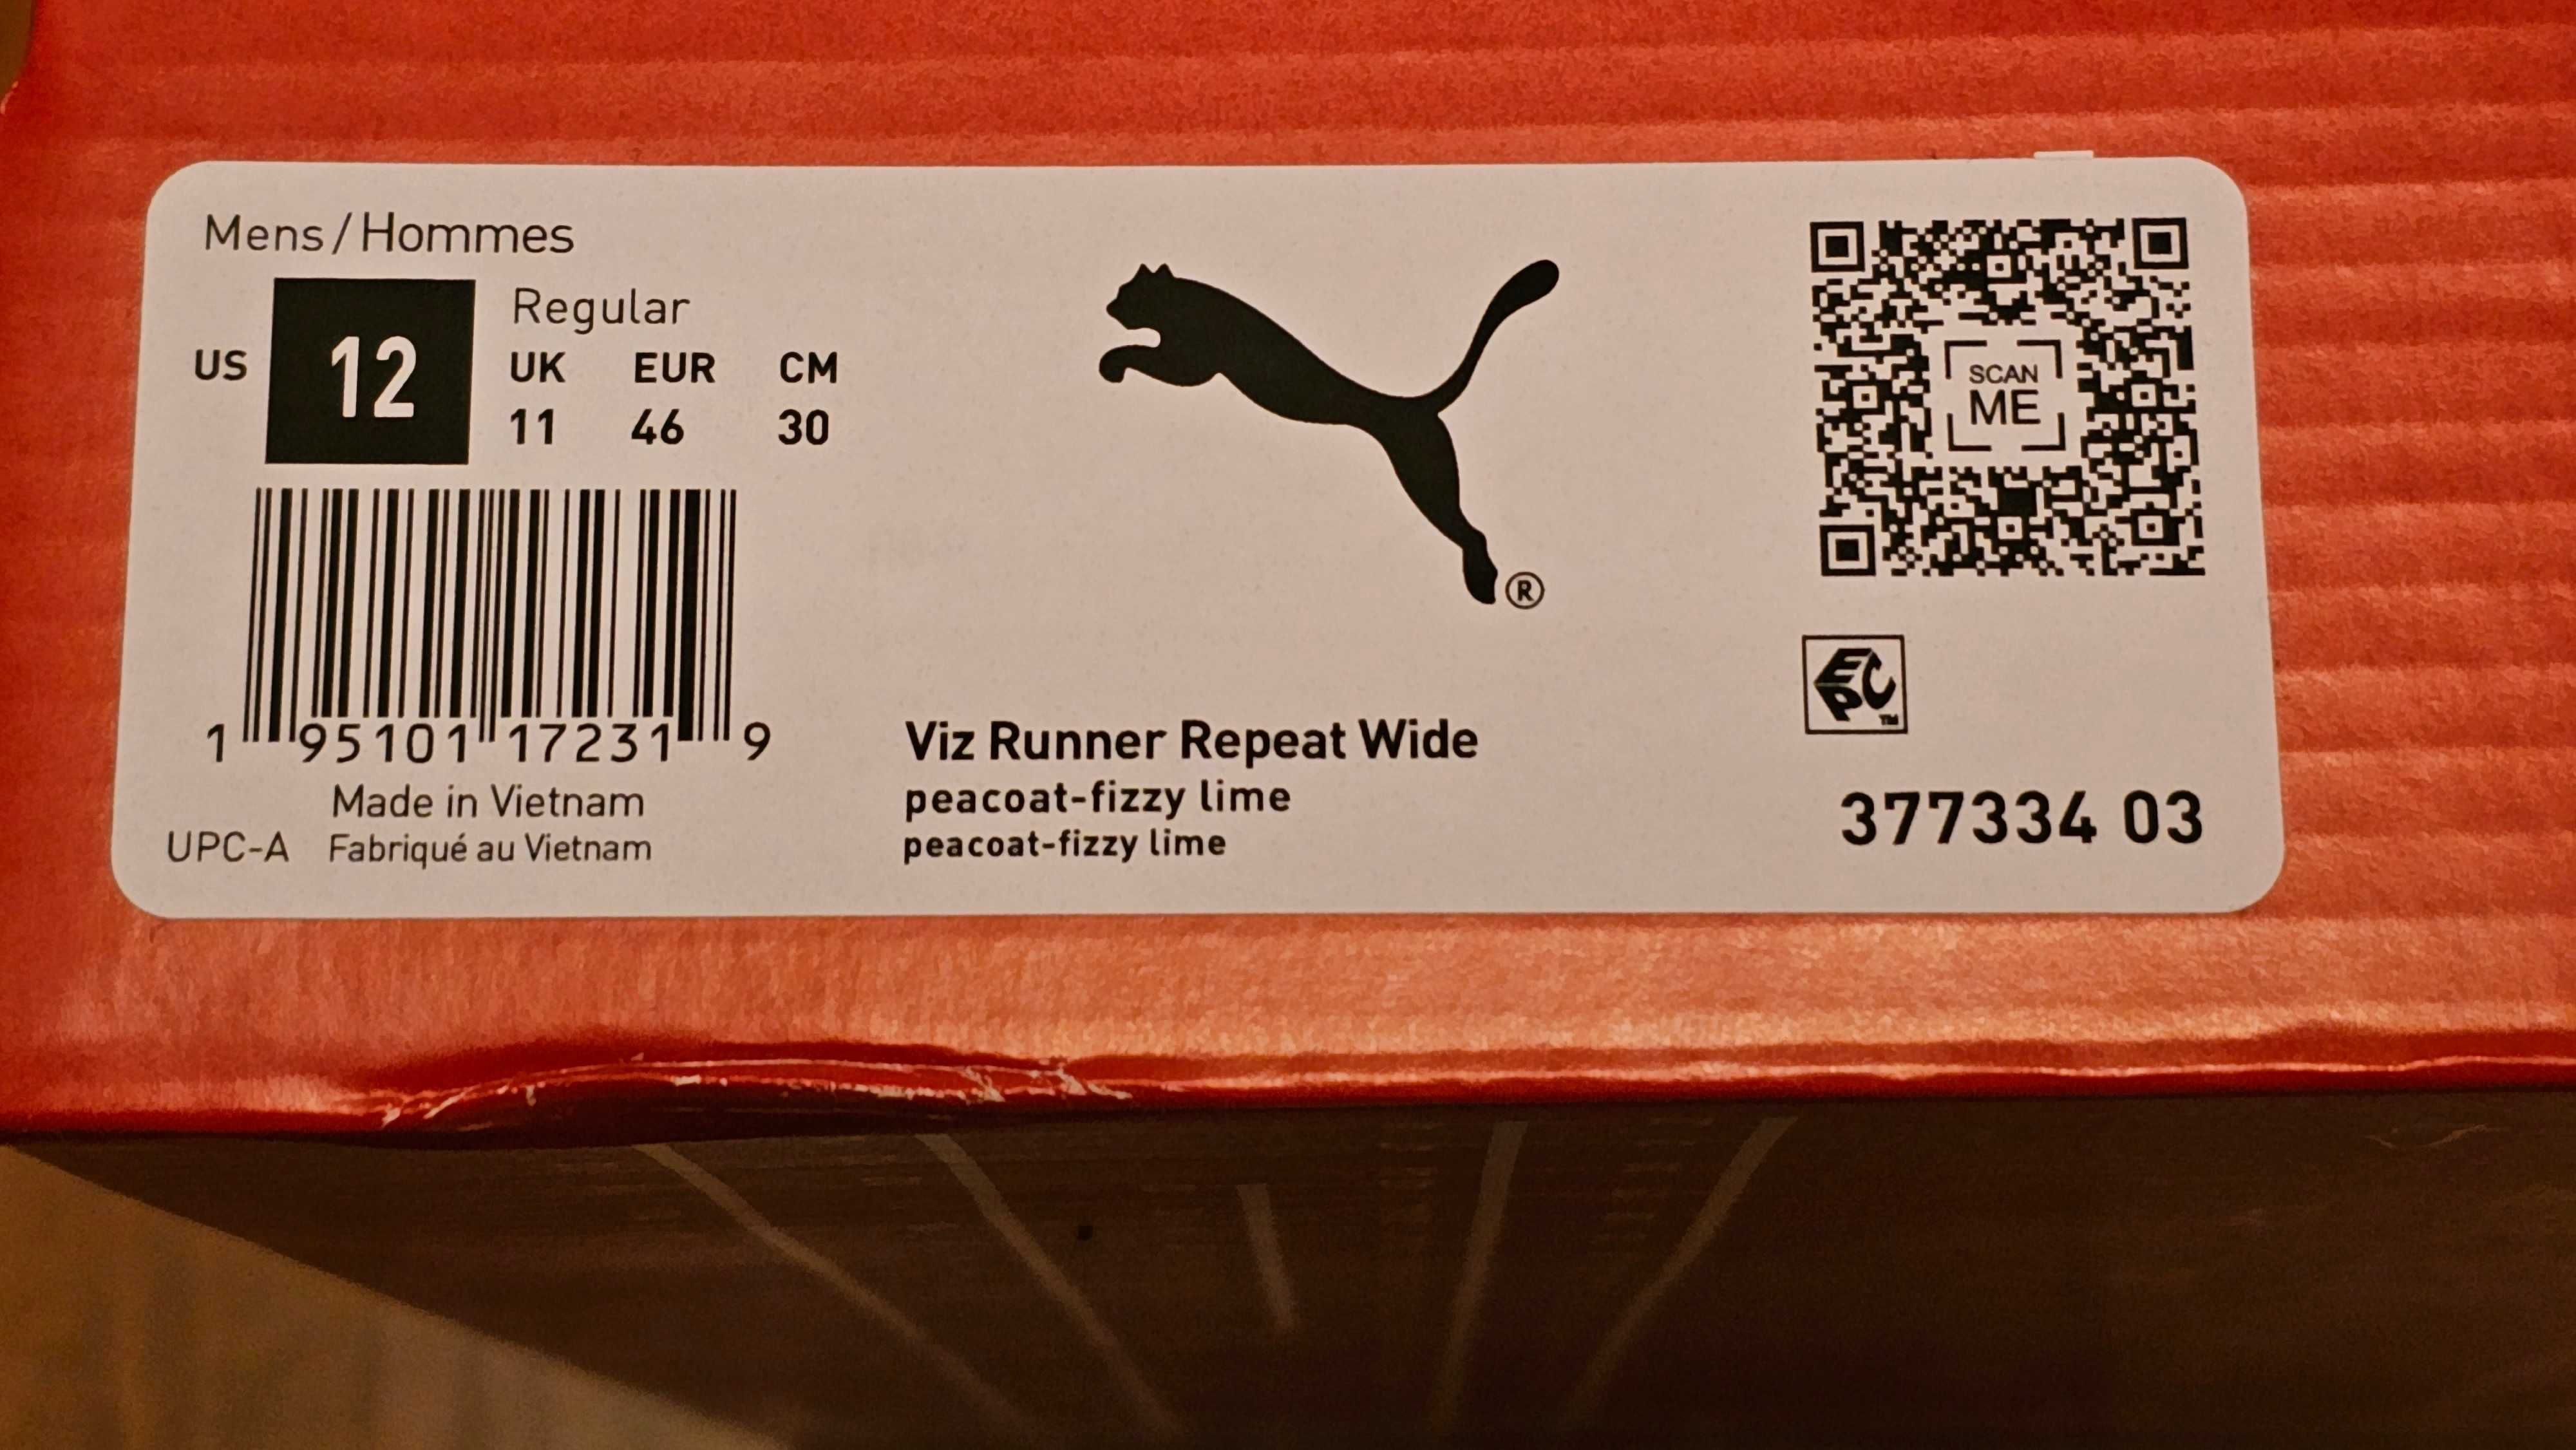 Mens / Hommes
US 12
Regular
UK EUR CM
11 46 30
1 95101 17231 9
Made in Vietnam
UPC-A Fabriqué au Vietnam
®
Viz Runner Repeat Wide
peacoat-fizzy lime
peacoat-fizzy lime
SCAN
ME
EPC™
377334 03